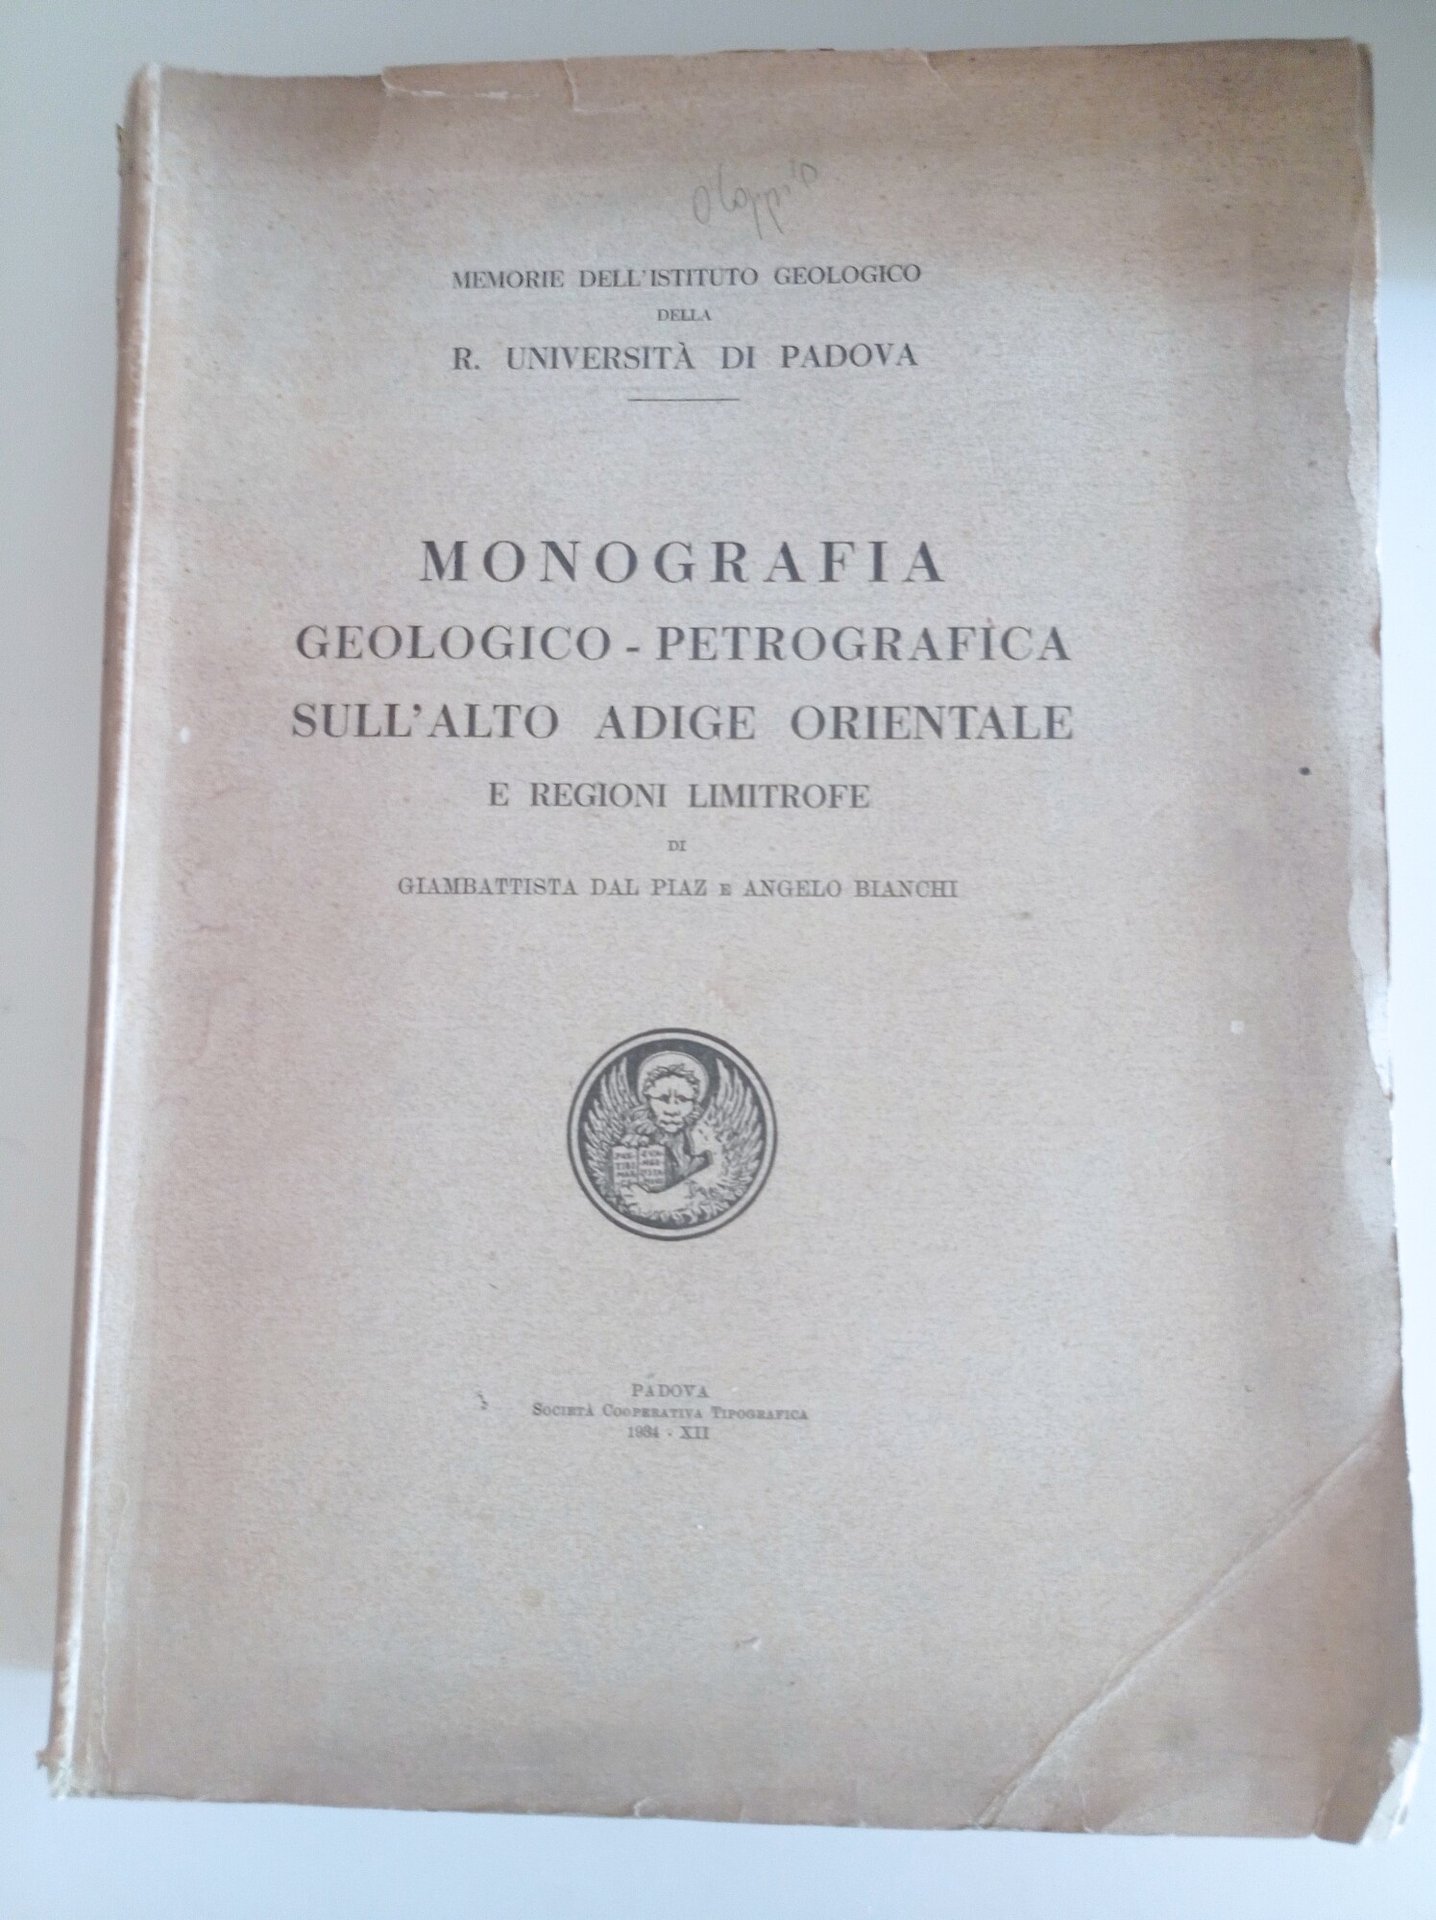 MEMORIE DELL'ISTITUTO GEOLOGICO
DELLA
R. UNIVERSITÀ DI PADOVA
MONOGRAFIA
GEOLOGICO - PETROGRAFICA
SULL'ALTO ADIGE ORIENTALE
E REGIONI LIMITROFE
DI
GIAMBATTISTA DAL PIAZ E ANGELO BIANCHI
PADOVA
SOCIETÀ COOPERATIVA TIPOGRAFICA
1934 - XII